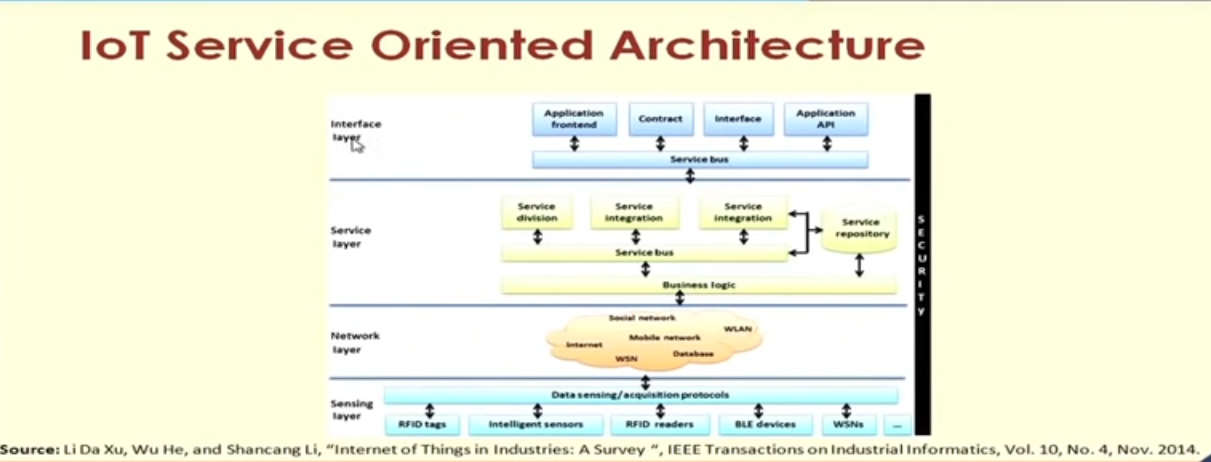 IoT Service Oriented Architecture
Interface
layer
Application
frontend
Contract
Interface
Application
API
Service bus
Service
layer
Service
division
Service
integration
Service
integration
Service
repository
Service bus
Business logic
Network
layer
Social network
WLAN
Mobile network
Internet
Database
WSN
Sensing
layer
Data sensing/acquisition protocols
RFID tags
Intelligent sensors
RFID readers
BLE devices
WSNs
...
SECURITY
Source: Li Da Xu, Wu He, and Shancang Li, “Internet of Things in Industries: A Survey “, IEEE Transactions on Industrial Informatics, Vol. 10, No. 4, Nov. 2014.